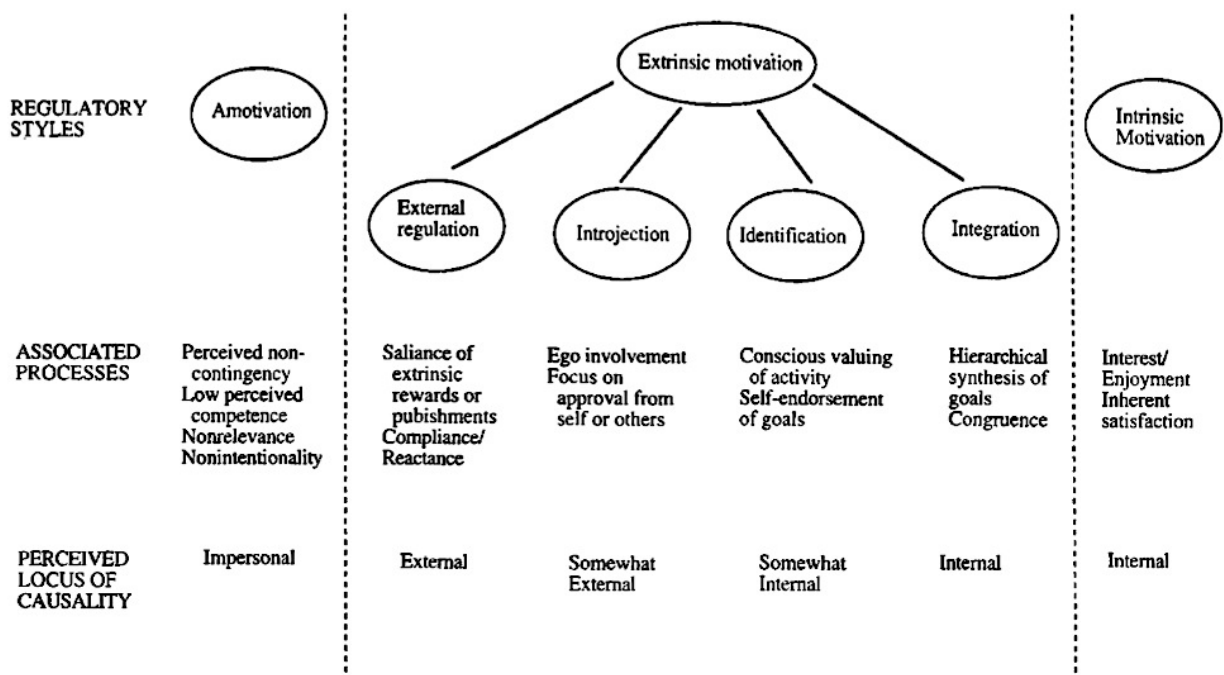 Extrinsic motivation
REGULATORY
STYLES
Amotivation
Intrinsic
Motivation
External
regulation
Introjection
Identification
Integration
ASSOCIATED
PROCESSES
Perceived non-
contingency
Low perceived
competence
Nonrelevance
Nonintentionality
Saliance of
extrinsic
rewards or
pubishments
Compliance/
Reactance
Ego involvement
Focus on
approval from
self or others
Conscious valuing
of activity
Self-endorsement
of goals
Hierarchical
synthesis of
goals
Congruence
Interest/
Enjoyment
Inherent
satisfaction
PERCEIVED
LOCUS OF
CAUSALITY
Impersonal
External
Somewhat
External
Somewhat
Internal
Internal
Internal